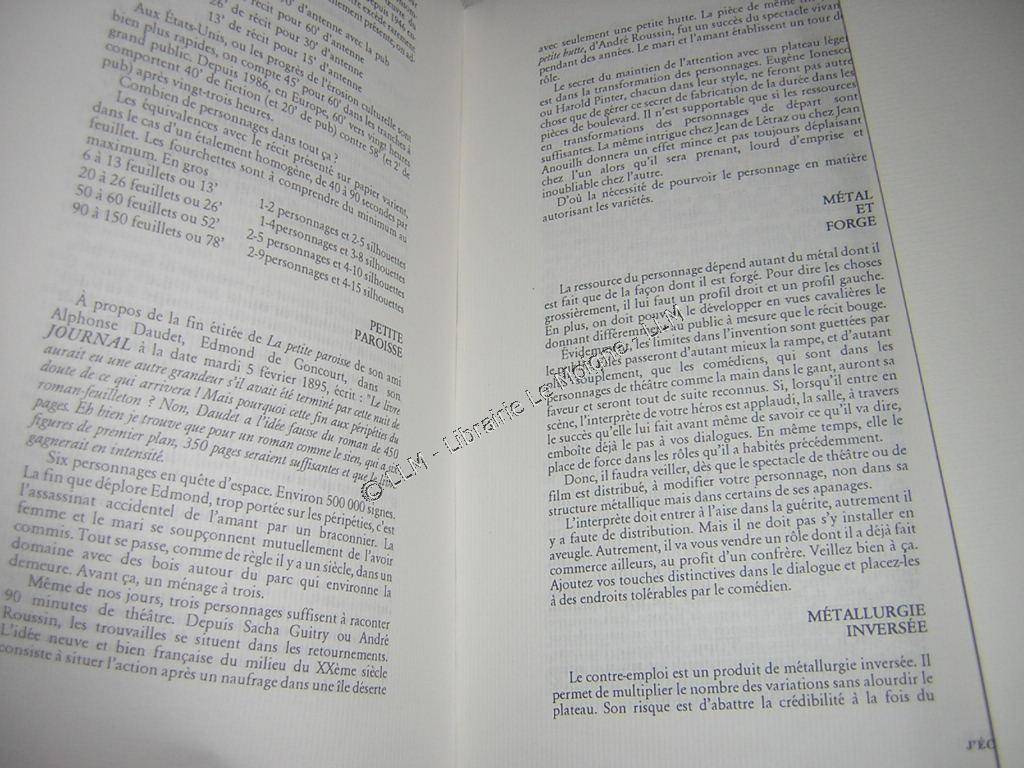 récit pour 60' d'antenne avec la pub
26' de récit pour 30' d'antenne
13' de récit pour 15' d'antenne
Aux États-Unis, où les progrès de l'érosion culturelle sont
bien plus rapides, on compte 45' pour 60' dans les tranches à
grand public. Depuis 1986, en Europe, 60' vers vingt heures
comportent 40' de fiction (et 20' de pub) contre 58' (et 2' de
pub) après vingt-trois heures.
Combien de personnages dans tout ça ?
Les équivalences avec le récit présenté sur papier varient,
dans le cas d'un étalement homogène, de 40 à 90 secondes par
feuillet. Les fourchettes sont à comprendre du minimum au
maximum. En gros
6 à 13 feuillets ou 13' 1-2 personnages et 2-5 silhouettes
20 à 26 feuillets ou 26' 1-4personnages et 3-8 silhouettes
50 à 60 feuillets ou 52' 2-5 personnages et 4-10 silhouettes
90 à 150 feuillets ou 78' 2-9personnages et 4-15 silhouettes
PETITE
PAROISSE
À propos de la fin étirée de La petite paroisse de son ami
Alphonse Daudet, Edmond de Goncourt, dans son
JOURNAL à la date mardi 5 février 1895, écrit : "Le livre
aurait eu une autre grandeur s'il avait été terminé par cette nuit de
doute de ce qui arrivera ! Mais pourquoi cette fin aux péripéties du
roman-feuilleton ? Non, Daudet a l'idée fausse du roman de 450
pages. Eh bien je trouve que pour un roman comme le sien, qui a six
figures de premier plan, 350 pages seraient suffisantes et que le
gagnerait en intensité.
Six personnages en quête d'espace. Environ 500 000 signes.
La fin que déplore Edmond, trop portée sur les péripéties, c'est
l'assassinat accidentel de l'amant par un braconnier. La
femme et le mari se soupçonnent mutuellement de l'avoir
commis. Tout se passe, comme de règle il y a un siècle, dans un
domaine avec des bois autour du parc qui environne la
demeure. Avant ça, un ménage à trois.
Même de nos jours, trois personnages suffisent à raconter
90 minutes de théâtre. Depuis Sacha Guitry ou André
Roussin, les trouvailles se situent dans les retournements.
L'idée neuve et bien française du milieu du XXème siècle
consiste à situer l'action après un naufrage dans une île déserte
avec seulement une petite hutte. La pièce de même
petite hutte, d'André Roussin, fut un succès du spectacle vivant
pendant des années. Le mari et l'amant établissent un tour de
rôle.
Le secret du maintien de l'attention avec un plateau léger
est dans la transformation des personnages. Eugène Ionesco
ou Harold Pinter, chacun dans leur style, ne feront pas autre
chose que de gérer ce secret de fabrication de la durée dans les
pièces de boulevard. Il n'est supportable que si les ressources
en transformations des personnages de départ sont
suffisantes. La même intrigue chez Jean de Létraz ou chez Jean
Anouilh donnera un effet mince et pas toujours déplaisant
chez l'un alors qu'il sera prenant, lourd d'emprise et
inoubliable chez l'autre.
D'où la nécessité de pourvoir le personnage en matière
autorisant les variétés.
MÉTAL
ET
FORGE
La ressource du personnage dépend autant du métal dont il
est fait que de la façon dont il est forgé. Pour dire les choses
grossièrement, il lui faut un profil droit et un profil gauche.
En plus, on doit pouvoir le développer en vues cavalières le
donnant différemment au public à mesure que le récit bouge.
Évidemment, les limites dans l'invention sont guettées par
passeront d'autant mieux la rampe, et d'autant
souplement, que les comédiens, qui sont dans les
personnages de théâtre comme la main dans le gant, auront sa
faveur et seront tout de suite reconnus. Si, lorsqu'il entre en
scène, l'interprète de votre héros est applaudi, la salle, à travers
le succès qu'elle lui fait avant même de savoir ce qu'il va dire,
emboîte déjà le pas à vos dialogues. En même temps, elle le
place de force dans les rôles qu'il a habités précédemment.
Donc, il faudra veiller, dès que le spectacle de théâtre ou de
film est distribué, à modifier votre personnage, non dans sa
structure métallique mais dans certains de ses apanages.
L'interprète doit entrer à l'aise dans la guérite, autrement il
y a faute de distribution. Mais il ne doit pas s'y installer en
aveugle. Autrement, il va vous vendre un rôle dont il a déjà fait
commerce ailleurs, au profit d'un confrère. Veillez bien à ça.
Ajoutez vos touches distinctives dans le dialogue et placez-les
à des endroits tolérables par le comédien.
MÉTALLURGIE
INVERSÉE
Le contre-emploi est un produit de métallurgie inversée. Il
permet de multiplier le nombre des variations sans alourdir le
plateau. Son risque est d'abattre la crédibilité à la fois du
J'ÉC
© LLM - Librairie Le Moigne - LLM